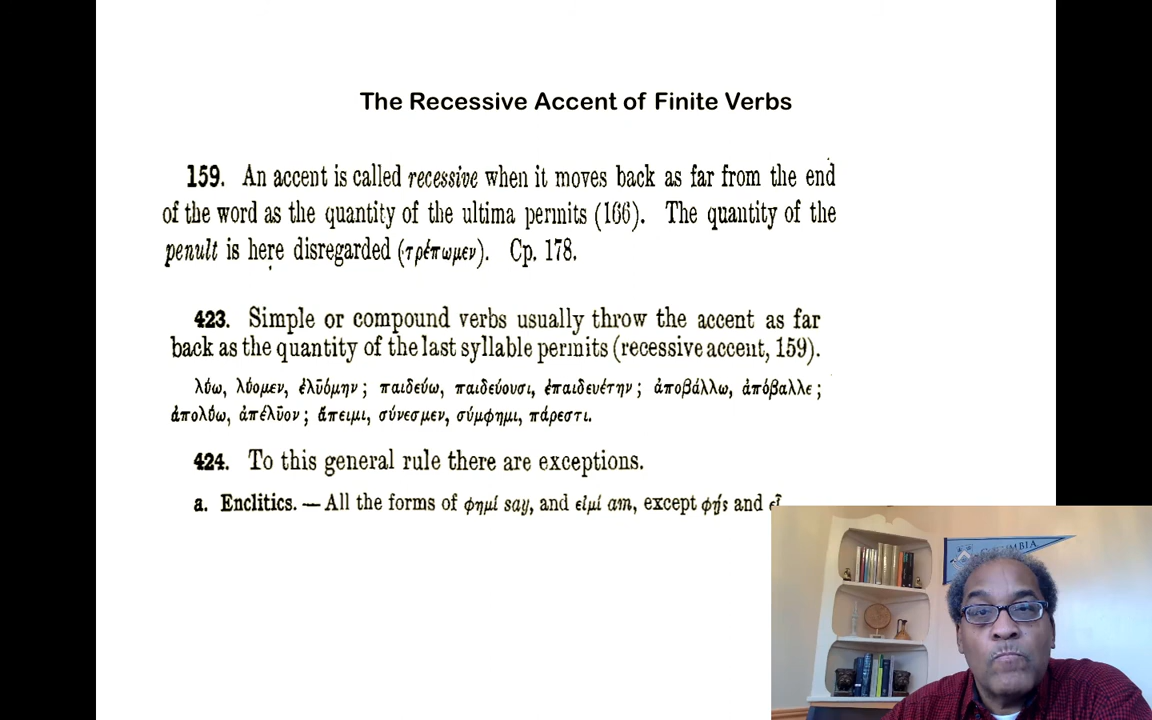 The Recessive Accent of Finite Verbs
159. An accent is called recessive when it moves back as far from the end
of the word as the quantity of the ultima permits (166). The quantity of the
penult is here disregarded (τρέπωμεν). Cp. 178.
423. Simple or compound verbs usually throw the accent as far
back as the quantity of the last syllable permits (recessive accent, 159).
λύω, λύομεν, ἐλῡόμην; παιδεύω, παιδεύουσι, ἐπαιδευέτην; ἀποβάλλω, ἀπόβαλλε;
ἀπολύω, ἀπέλῡον; ἄπειμι, σύνεσμεν, σύμφημι, πάρεστι.
424. To this general rule there are exceptions.
a. Enclitics. — All the forms of φημί say, and εἰμί am, except φῄς and εἶ
COLUMBIA